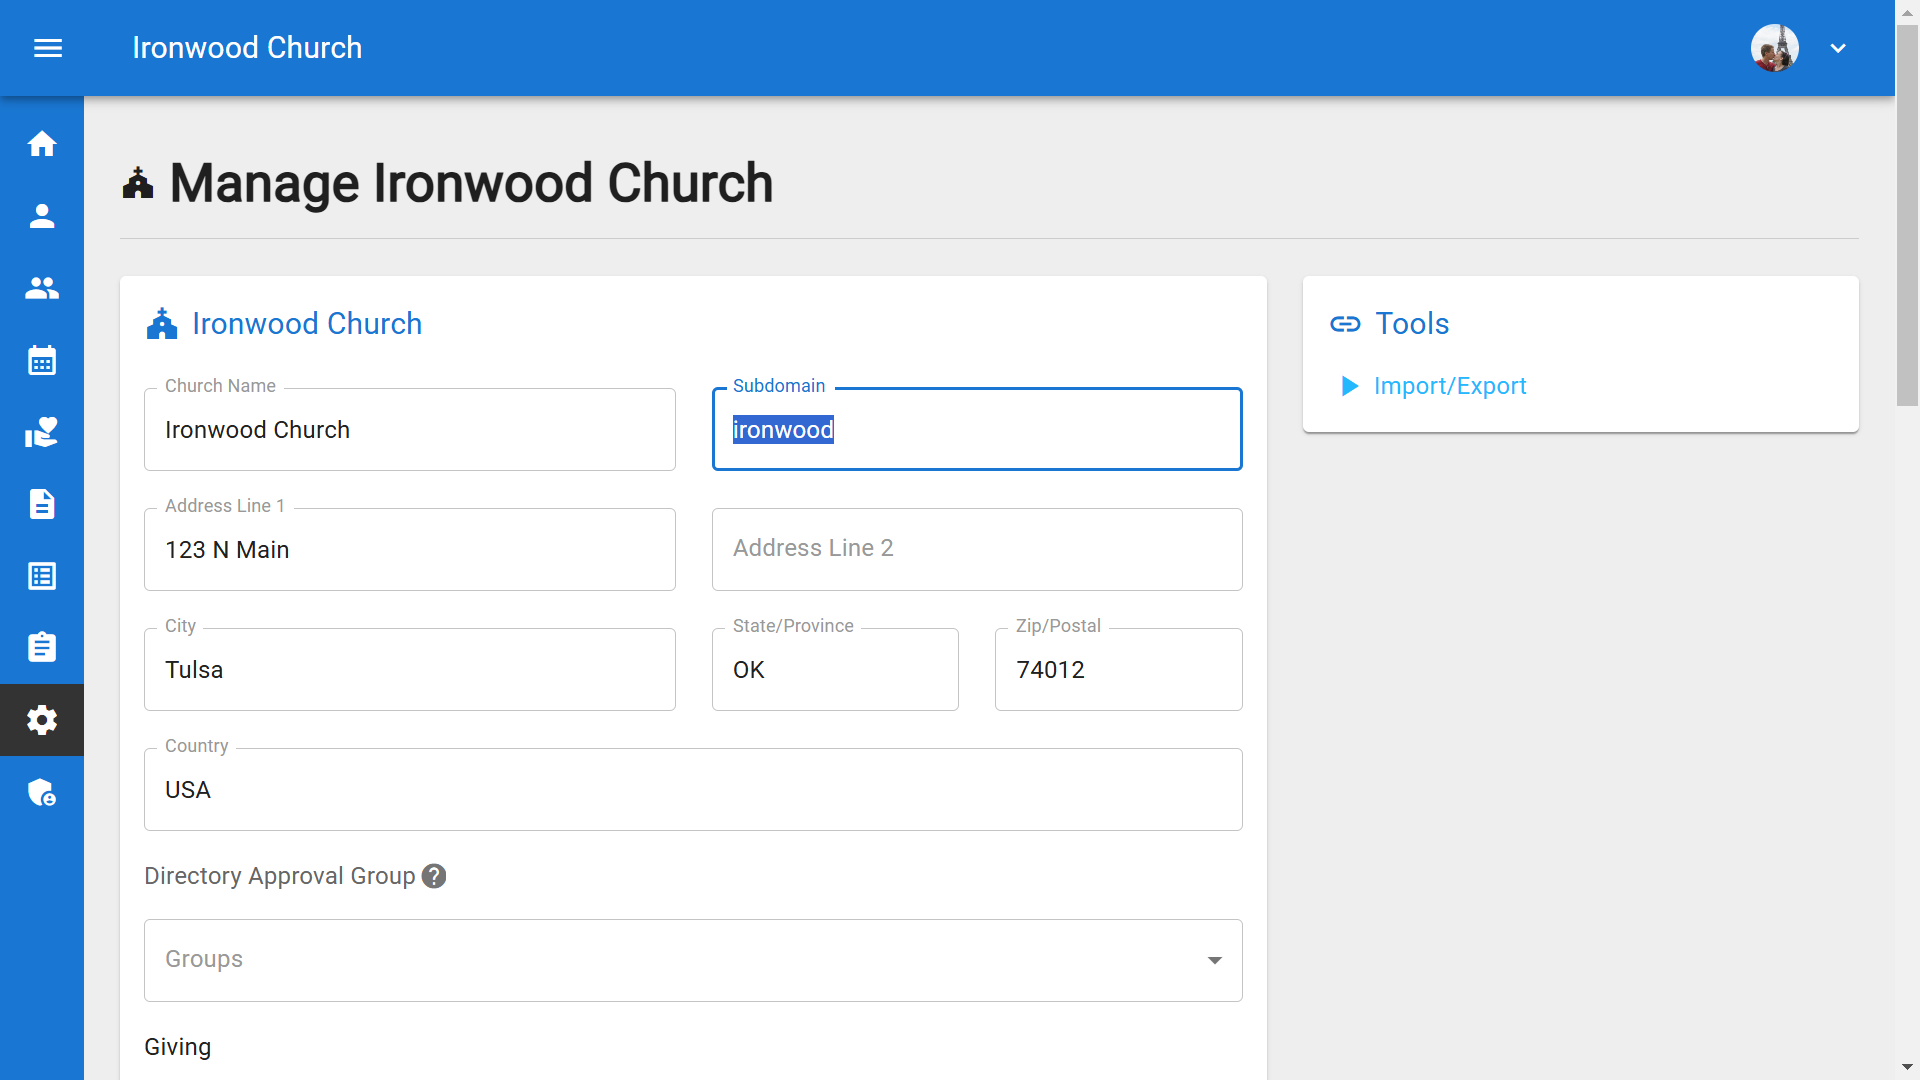 Ironwood Church
Manage Ironwood Church
Ironwood Church
Church Name
Ironwood Church
Subdomain
ironwood
Address Line 1
123 N Main
Address Line 2
City
Tulsa
State/Province
OK
Zip/Postal
74012
Country
USA
Directory Approval Group
Groups
Giving
Tools
Import/Export